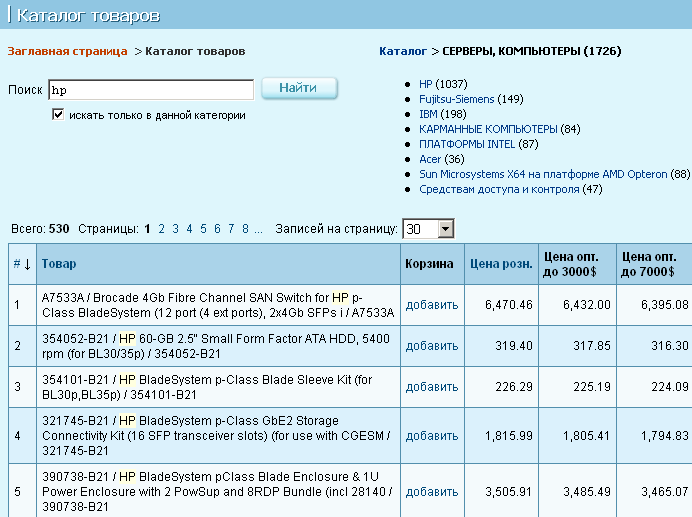 Каталог товаров
Заглавная страница > Каталог товаров
Каталог > СЕРВЕРЫ, КОМПЬЮТЕРЫ (1726)
Поиск hp Найти
искать только в данной категории
HP (1037)
Fujitsu-Siemens (149)
IBM (198)
КАРМАННЫЕ КОМПЬЮТЕРЫ (84)
ПЛАТФОРМЫ INTEL (87)
Acer (36)
Sun Microsystems X64 на платформе AMD Opteron (88)
Средствам доступа и контроля (47)
Всего: 530 Страницы: 1 2 3 4 5 6 7 8 ... Записей на страницу: 30
# ↓ Товар Корзина Цена розн. Цена опт. до 3000$ Цена опт. до 7000$
1 A7533A / Brocade 4Gb Fibre Channel SAN Switch for HP p-
Class BladeSystem (12 port (4 ext ports), 2x4Gb SFPs i / A7533A добавить 6,470.46 6,432.00 6,395.08
2 354052-B21 / HP 60-GB 2.5" Small Form Factor ATA HDD, 5400
rpm (for BL30/35p) / 354052-B21 добавить 319.40 317.85 316.30
3 354101-B21 / HP BladeSystem p-Class Blade Sleeve Kit (for
BL30p,BL35p) / 354101-B21 добавить 226.29 225.19 224.09
4 321745-B21 / HP BladeSystem p-Class GbE2 Storage
Connectivity Kit (16 SFP transceiver slots) (for use with CGESM /
321745-B21 добавить 1,815.99 1,805.41 1,794.83
5 390738-B21 / HP BladeSystem pClass Blade Enclosure & 1U
Power Enclosure with 2 PowSup and 8RDP Bundle (incl 28140 /
390738-B21 добавить 3,505.91 3,485.49 3,465.07